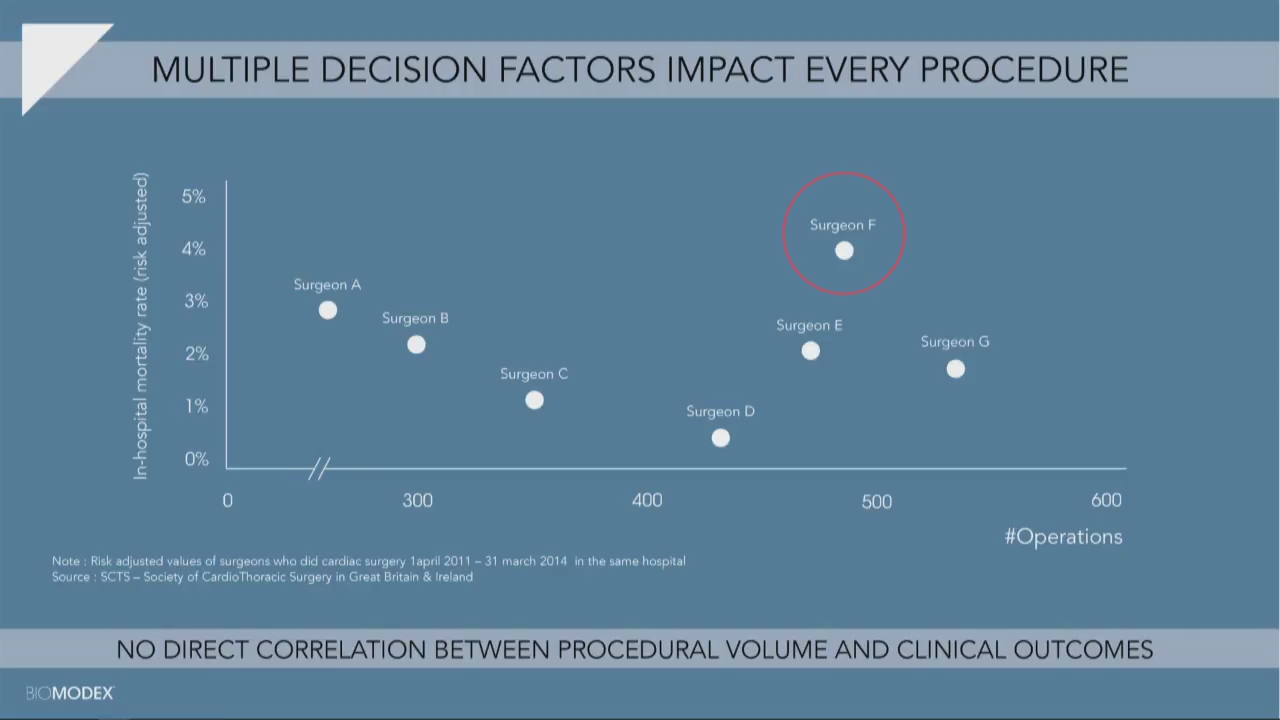 MULTIPLE DECISION FACTORS IMPACT EVERY PROCEDURE
In-hospital mortality rate (risk adjusted)
5%
4%
3%
2%
1%
0%
Surgeon A
Surgeon B
Surgeon C
Surgeon D
Surgeon E
Surgeon F
Surgeon G
0 300 400 500 600
#Operations
Note : Risk adjusted values of surgeons who did cardiac surgery 1april 2011 – 31 march 2014 in the same hospital
Source : SCTS – Society of CardioThoracic Surgery in Great Britain & Ireland
NO DIRECT CORRELATION BETWEEN PROCEDURAL VOLUME AND CLINICAL OUTCOMES
BIOMODEX